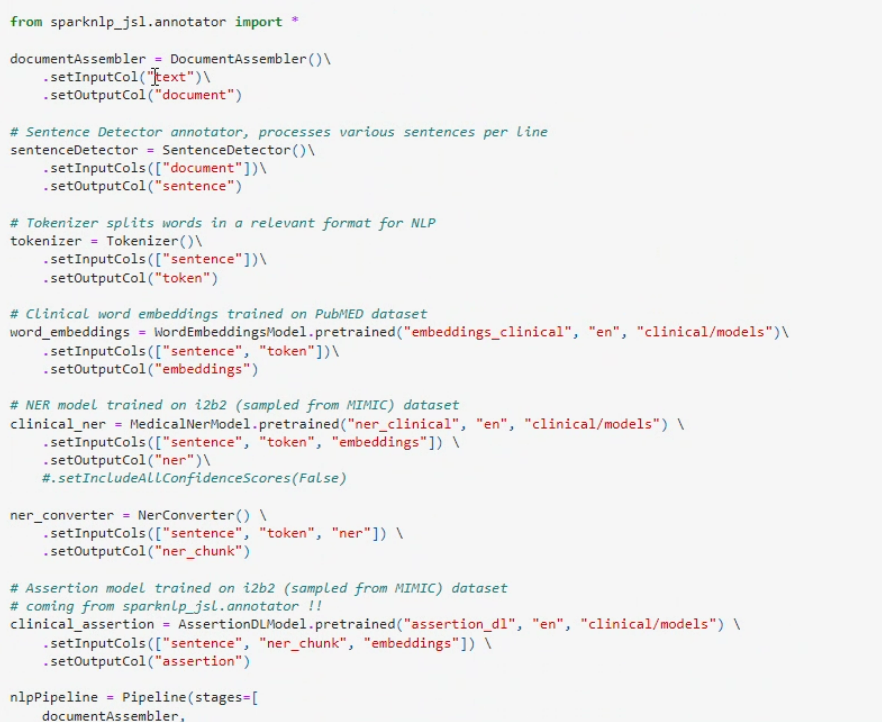 from sparknlp_jsl.annotator import *
documentAssembler = DocumentAssembler()\
    .setInputCol("text")\
    .setOutputCol("document")
# Sentence Detector annotator, processes various sentences per line
sentenceDetector = SentenceDetector()\
    .setInputCols(["document"])\
    .setOutputCol("sentence")
# Tokenizer splits words in a relevant format for NLP
tokenizer = Tokenizer()\
    .setInputCols(["sentence"])\
    .setOutputCol("token")
# Clinical word embeddings trained on PubMED dataset
word_embeddings = WordEmbeddingsModel.pretrained("embeddings_clinical", "en", "clinical/models")\
    .setInputCols(["sentence", "token"])\
    .setOutputCol("embeddings")
# NER model trained on i2b2 (sampled from MIMIC) dataset
clinical_ner = MedicalNerModel.pretrained("ner_clinical", "en", "clinical/models") \
    .setInputCols(["sentence", "token", "embeddings"]) \
    .setOutputCol("ner")\
    #.setIncludeAllConfidenceScores(False)
ner_converter = NerConverter() \
    .setInputCols(["sentence", "token", "ner"]) \
    .setOutputCol("ner_chunk")
# Assertion model trained on i2b2 (sampled from MIMIC) dataset
# coming from sparknlp_jsl.annotator !!
clinical_assertion = AssertionDLModel.pretrained("assertion_dl", "en", "clinical/models") \
    .setInputCols(["sentence", "ner_chunk", "embeddings"]) \
    .setOutputCol("assertion")
nlpPipeline = Pipeline(stages=[
    documentAssembler,